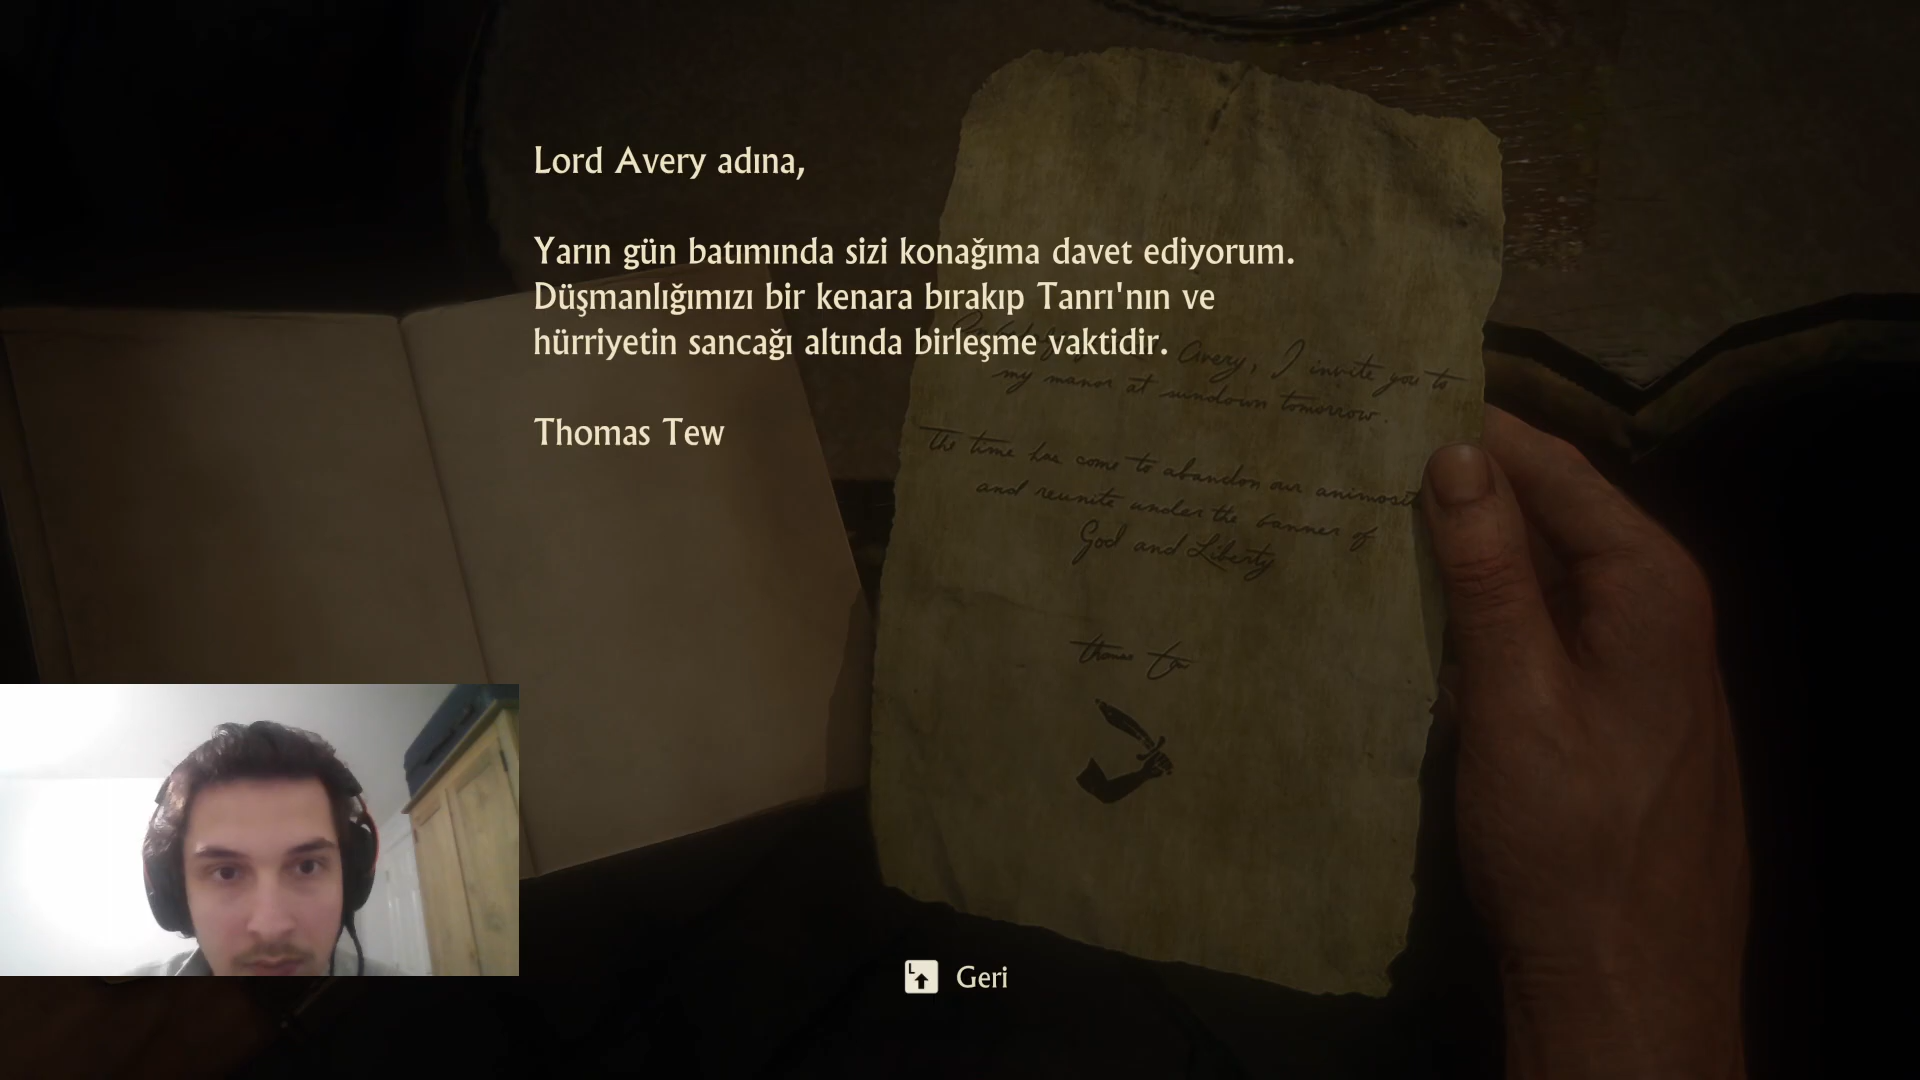 Lord Avery adına,
Yarın gün batımında sizi konağıma davet ediyorum.
Düşmanlığımızı bir kenara bırakıp Tanrı'nın ve
hürriyetin sancağı altında birleşme vaktidir.
Thomas Tew
Avery, I invite you to
my manor at sundown tomorrow.
The time has come to abandon our
and reunite under the banner of
God and Liberty
thomas tew
L
Geri